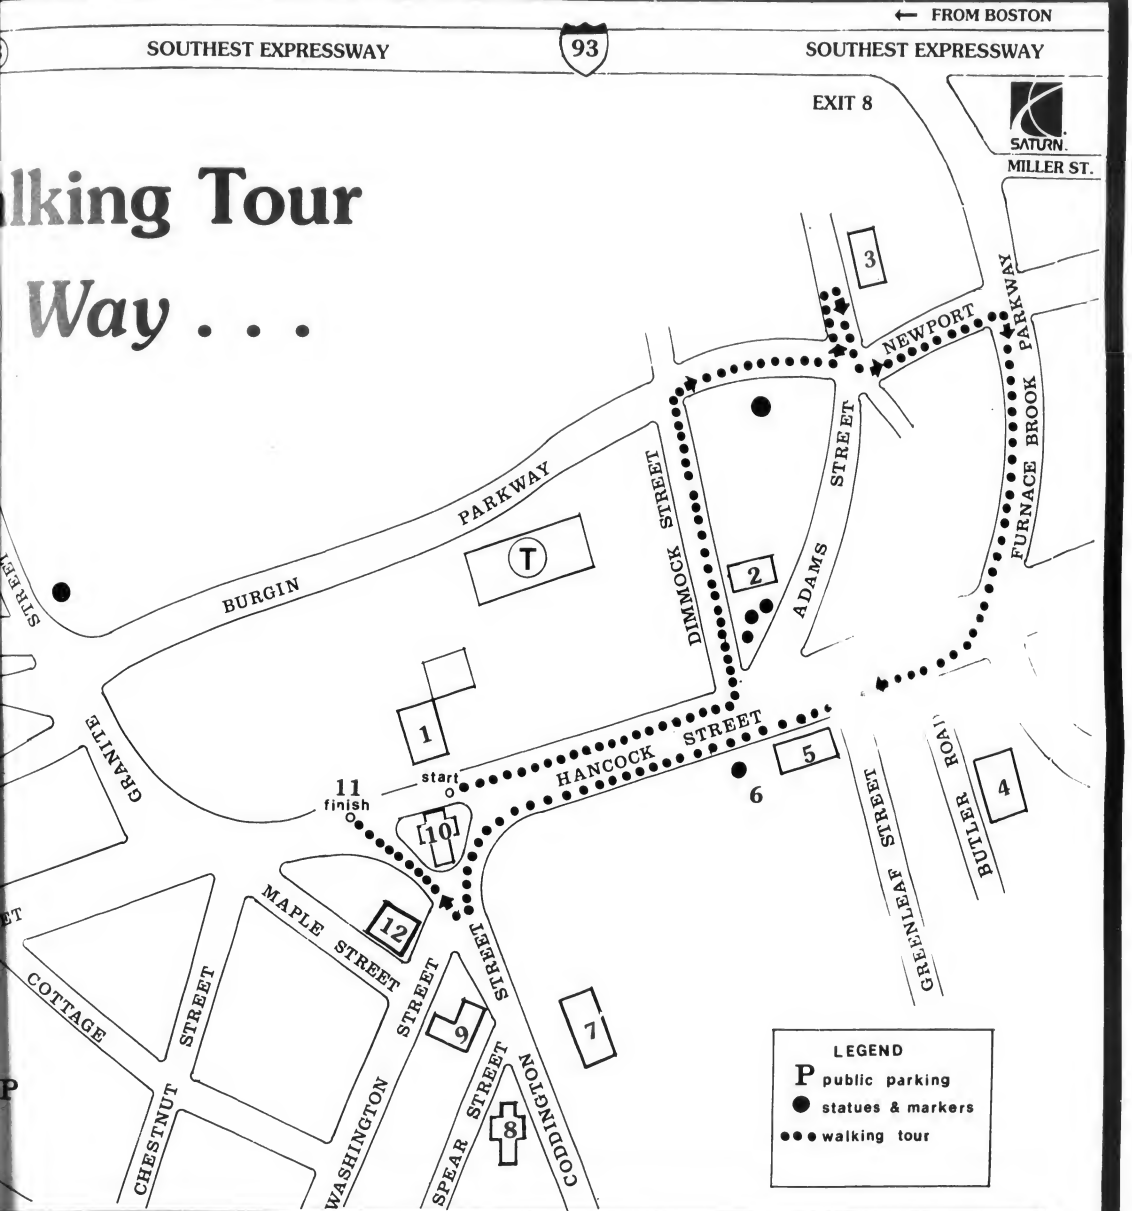 ← FROM BOSTON
SOUTHEST EXPRESSWAY
93
SOUTHEST EXPRESSWAY
EXIT 8
SATURN.
MILLER ST.
lking Tour
Way . . .
3
NEWPORT
FURNACE BROOK PARKWAY
ADAMS STREET
DIMMOCK STREET
2
BURGIN PARKWAY
T
STREET
GRANITE
1
start
HANCOCK STREET
5
6
4
BUTLER ROAD
GREENLEAF STREET
11
finish
10
12
MAPLE STREET
STREET
CODDINGTON
WASHINGTON STREET
9
7
8
SPEAR STREET
CHESTNUT STREET
COTTAGE
ET
P
LEGEND
P public parking
● statues & markers
●●● walking tour